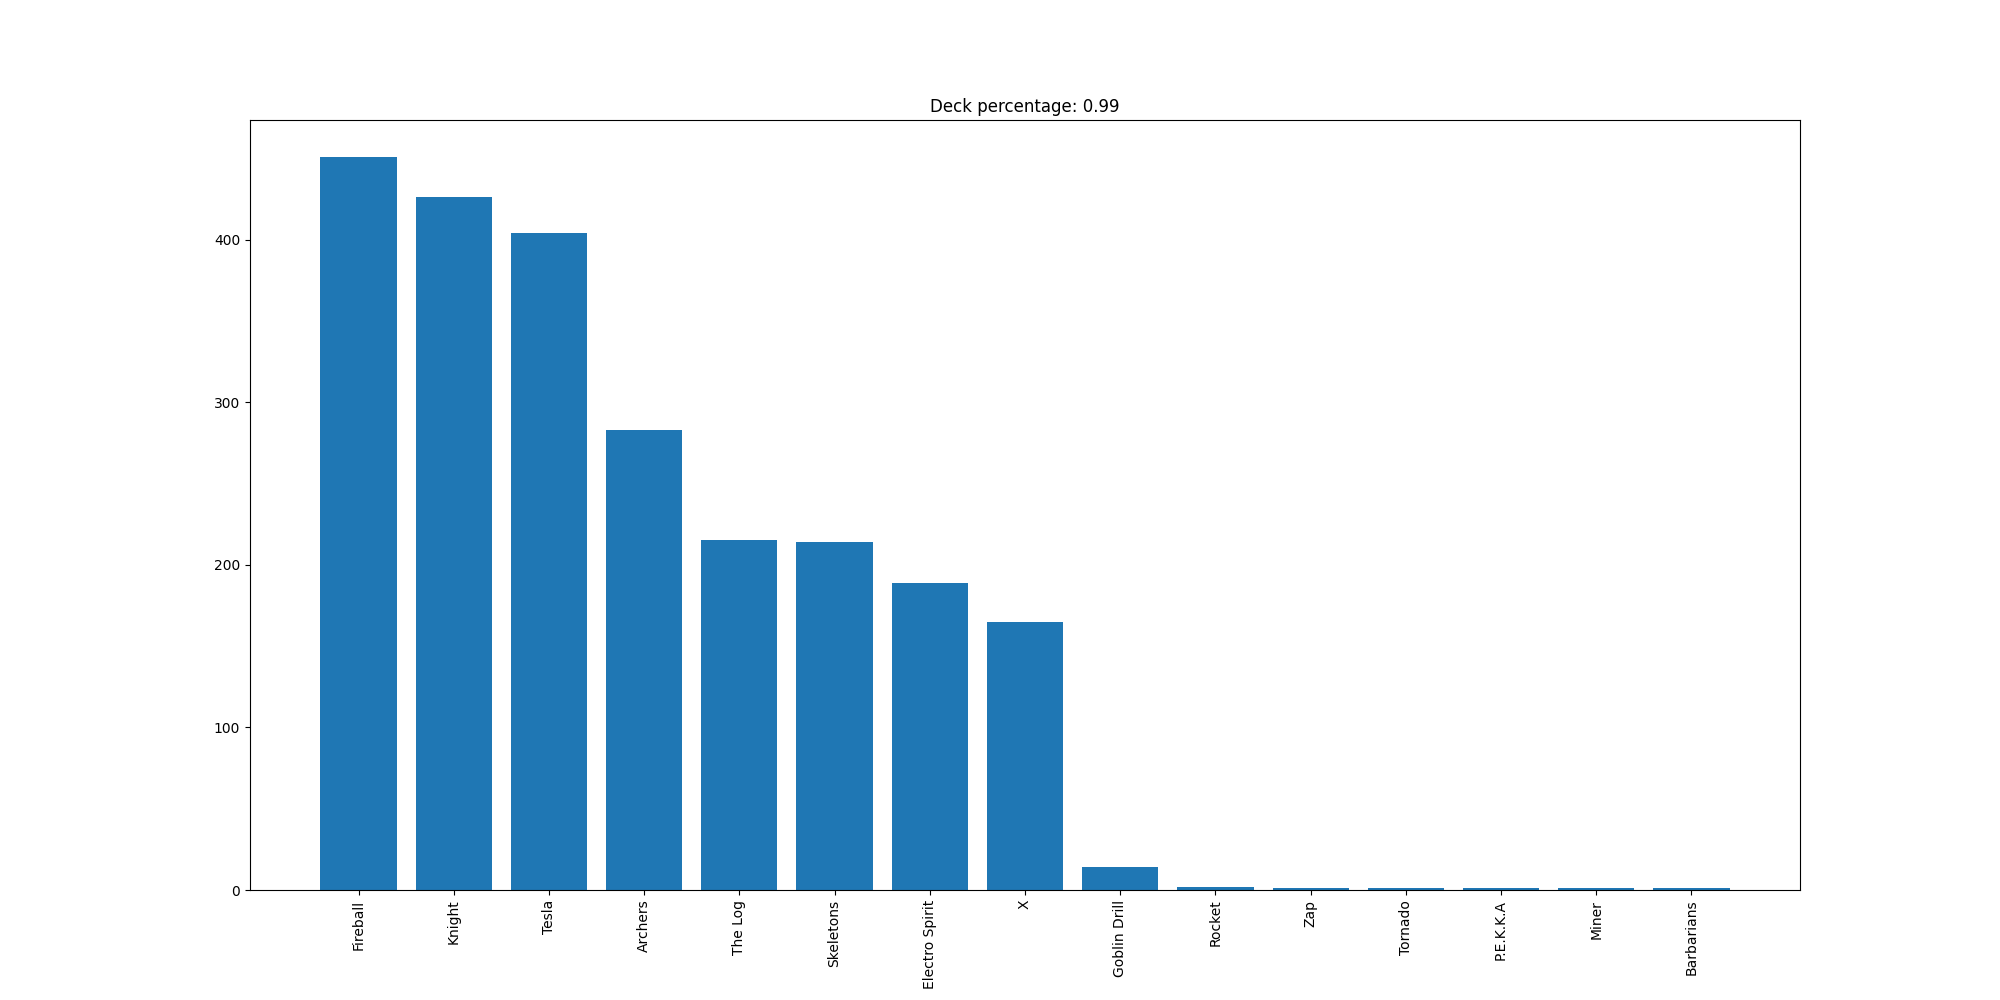 Deck percentage: 0.99
400
300
200
100
0
Fireball
Knight
Tesla
Archers
The Log
Skeletons
Electro Spirit
X
Goblin Drill
Rocket
Zap
Tornado
P.E.K.K.A
Miner
Barbarians